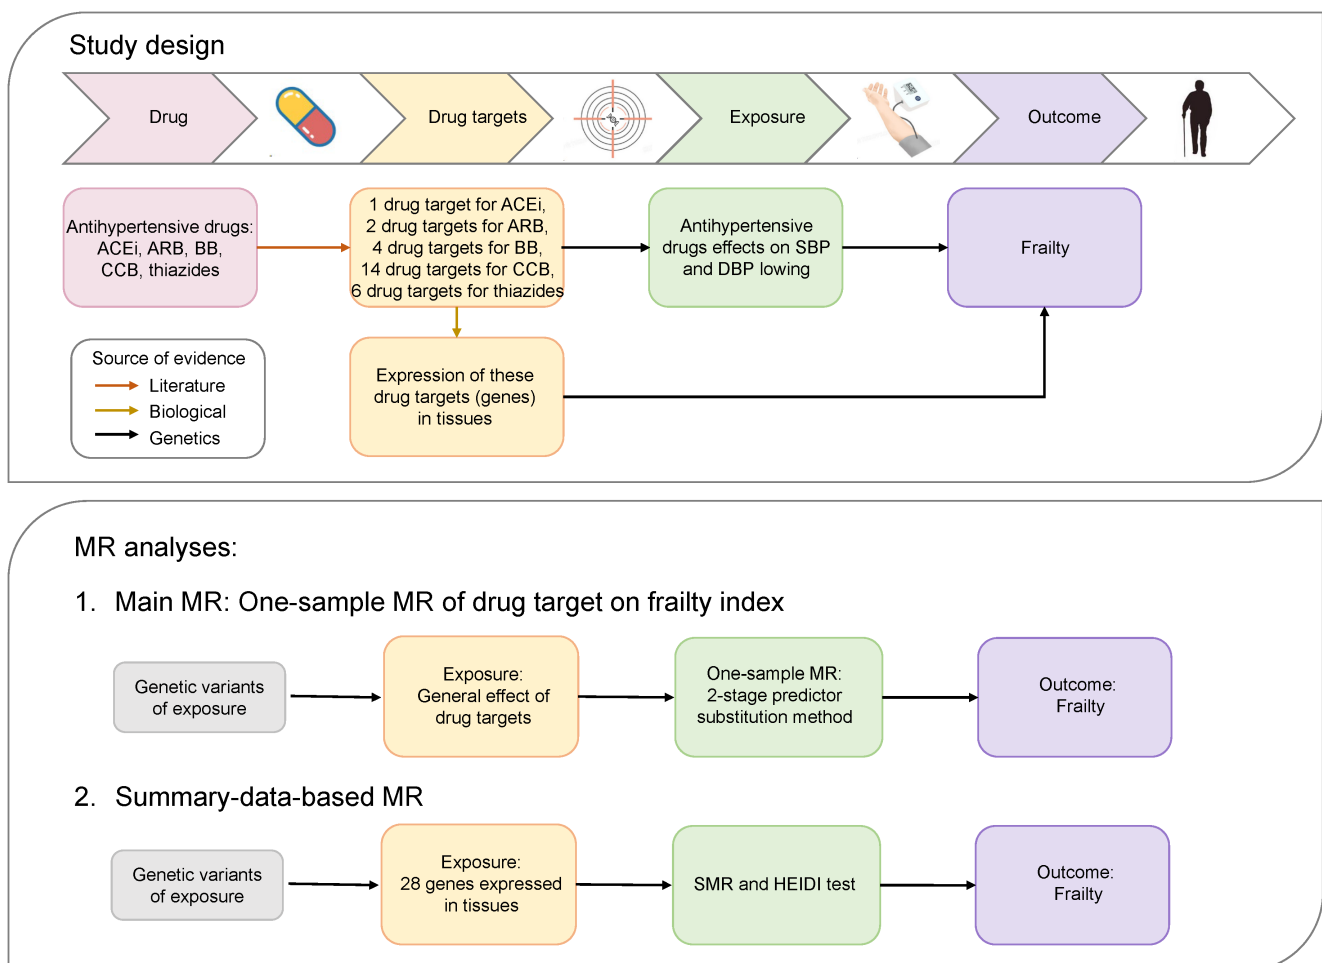 Study design
Drug
Drug targets
Exposure
Outcome
Antihypertensive drugs:
ACEi, ARB, BB,
CCB, thiazides
1 drug target for ACEi,
2 drug targets for ARB,
4 drug targets for BB,
14 drug targets for CCB,
6 drug targets for thiazides
Antihypertensive
drugs effects on SBP
and DBP lowing
Frailty
Source of evidence
Literature
Biological
Genetics
Expression of these
drug targets (genes)
in tissues
MR analyses:
1. Main MR: One-sample MR of drug target on frailty index
Genetic variants
of exposure
Exposure:
General effect of
drug targets
One-sample MR:
2-stage predictor
substitution method
Outcome:
Frailty
2. Summary-data-based MR
Genetic variants
of exposure
Exposure:
28 genes expressed
in tissues
SMR and HEIDI test
Outcome:
Frailty